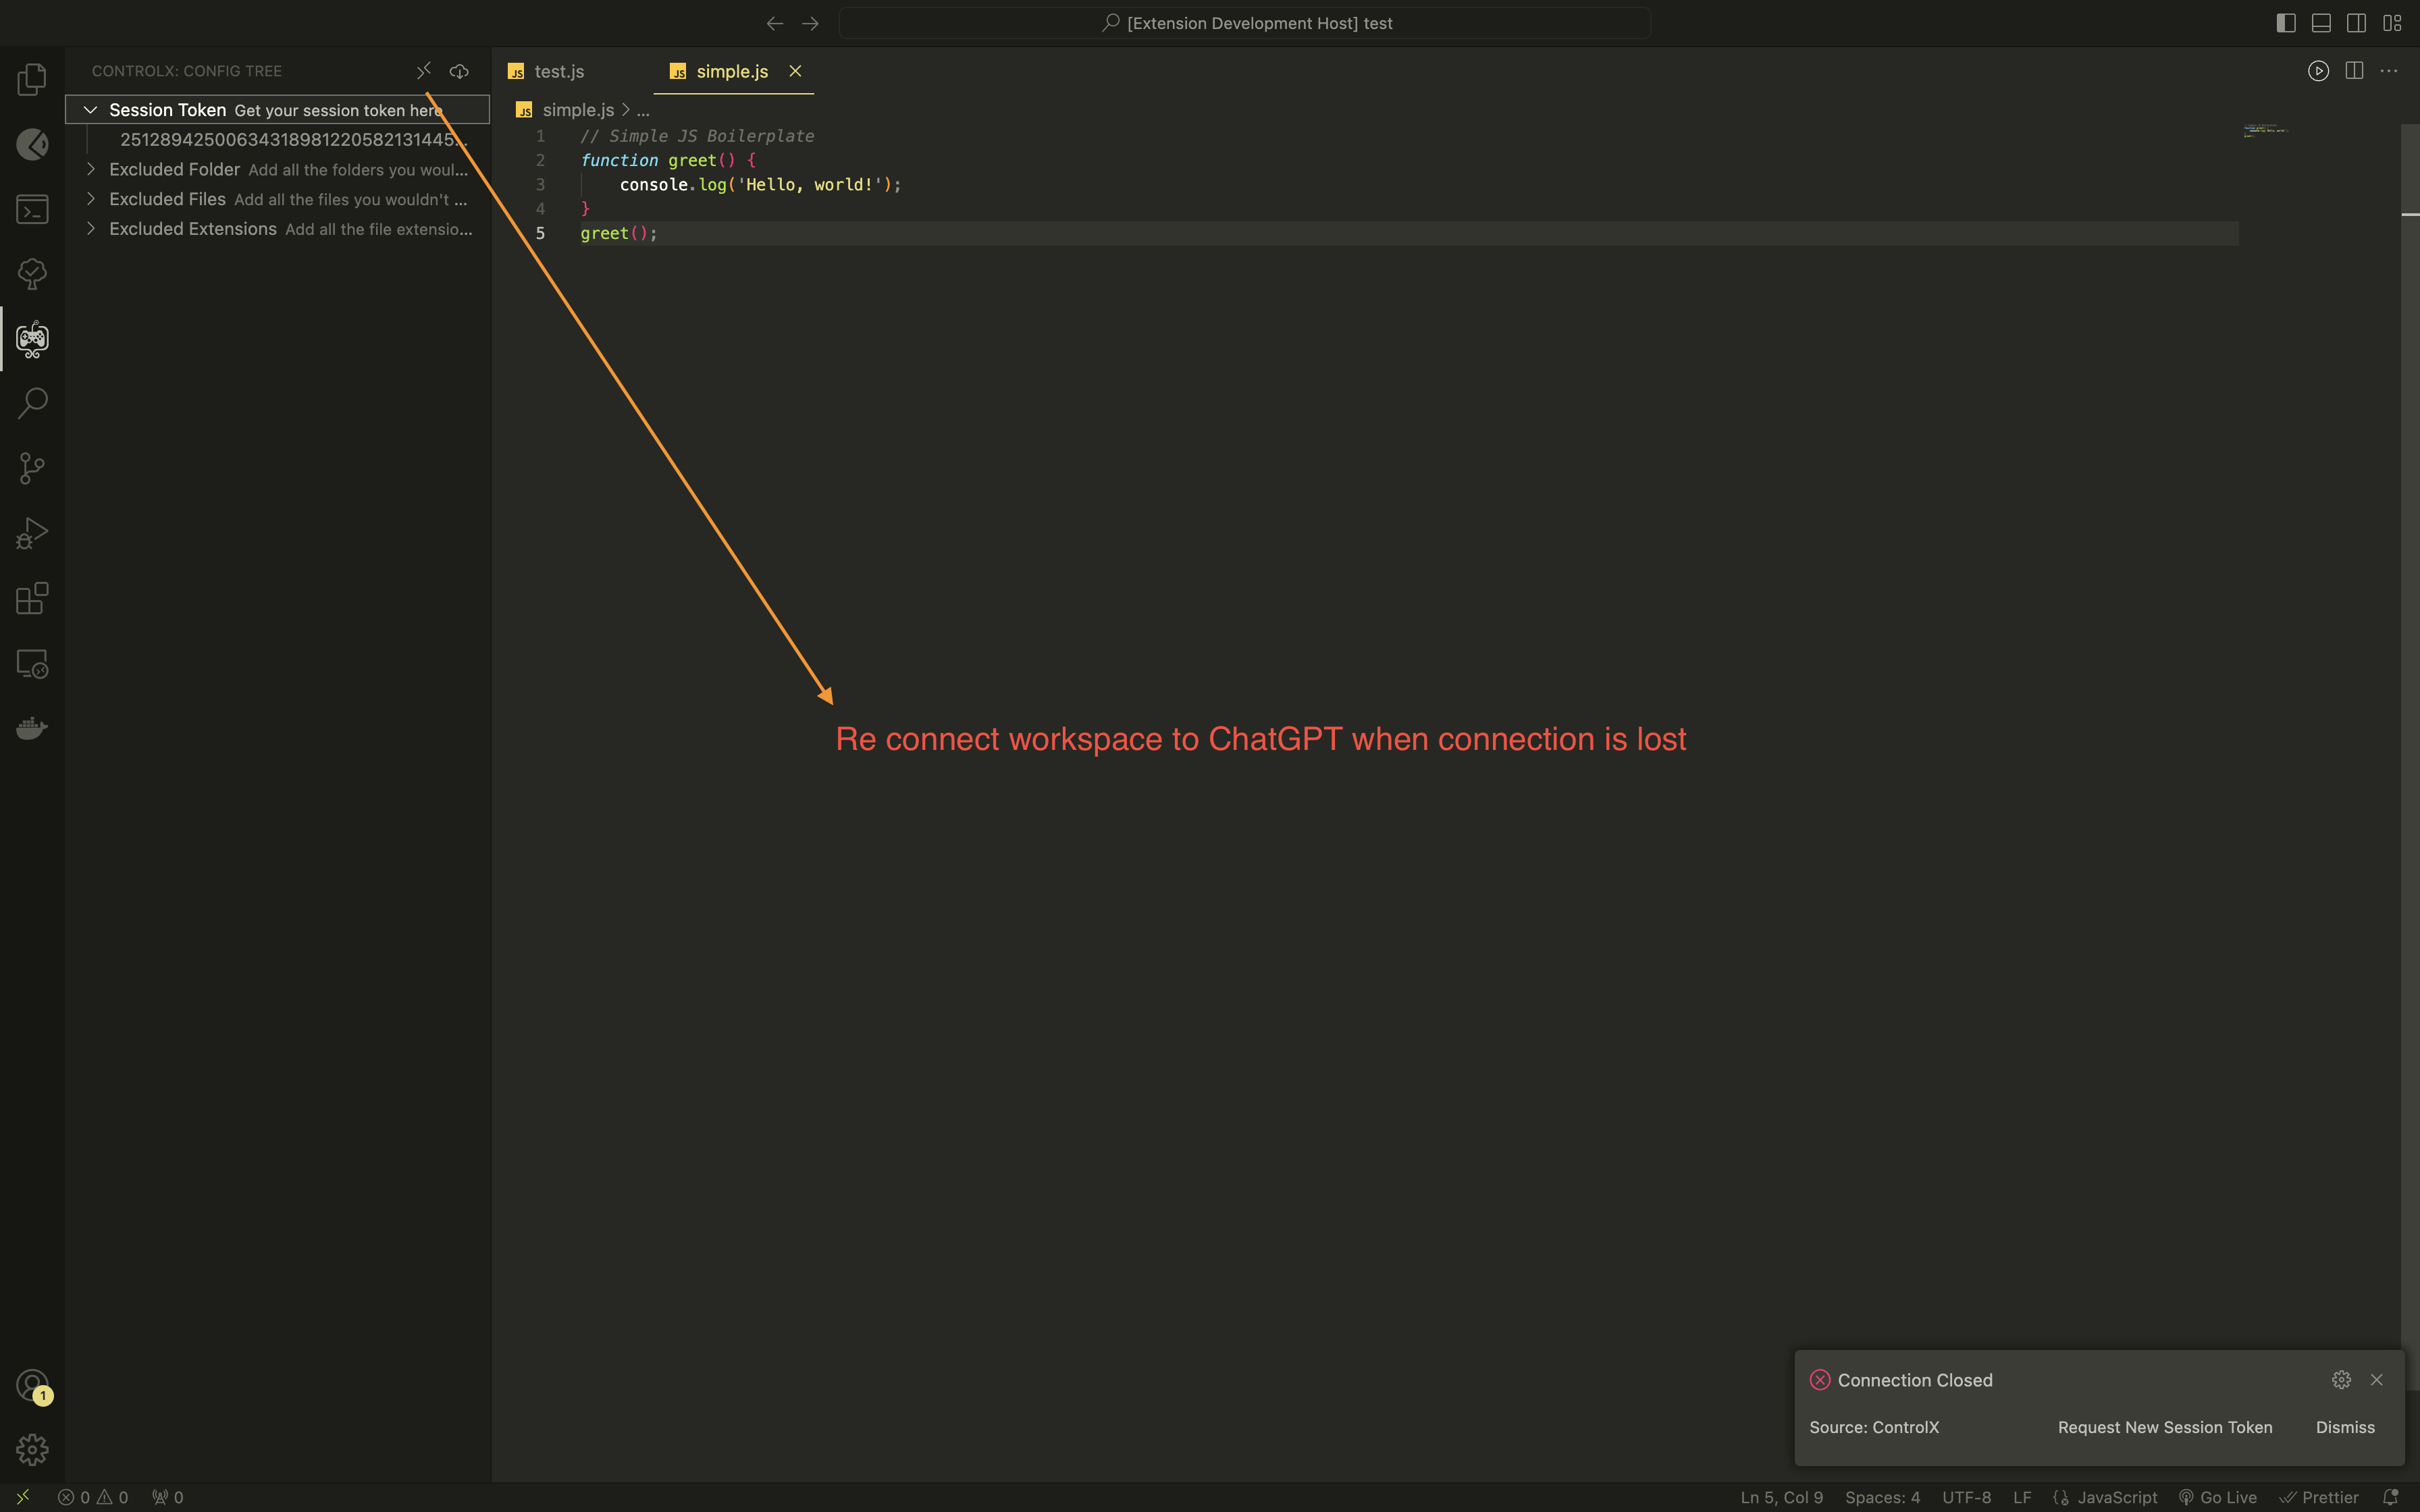 [Extension Development Host] test
CONTROLX: CONFIG TREE
Session Token Get your session token here
25128942500634318981220582131445...
Excluded Folder Add all the folders you woul...
Excluded Files Add all the files you wouldn't ...
Excluded Extensions Add all the file extensio...
JS test.js
JS simple.js
JS simple.js > ...
1 // Simple JS Boilerplate
2 function greet() {
3 console.log('Hello, world!');
4 }
5 greet();
Re connect workspace to ChatGPT when connection is lost
Connection Closed
Source: ControlX Request New Session Token Dismiss
1
0 0 0 Ln 5, Col 9 Spaces: 4 UTF-8 LF JavaScript Go Live Prettier